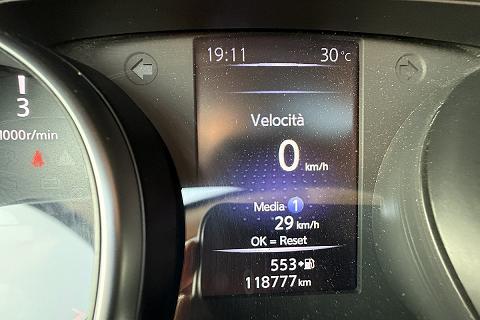 19:11 30°C
Velocità
0 km/h
Media 1
29 km/h
OK = Reset
553
118777 km
3
1000r/min